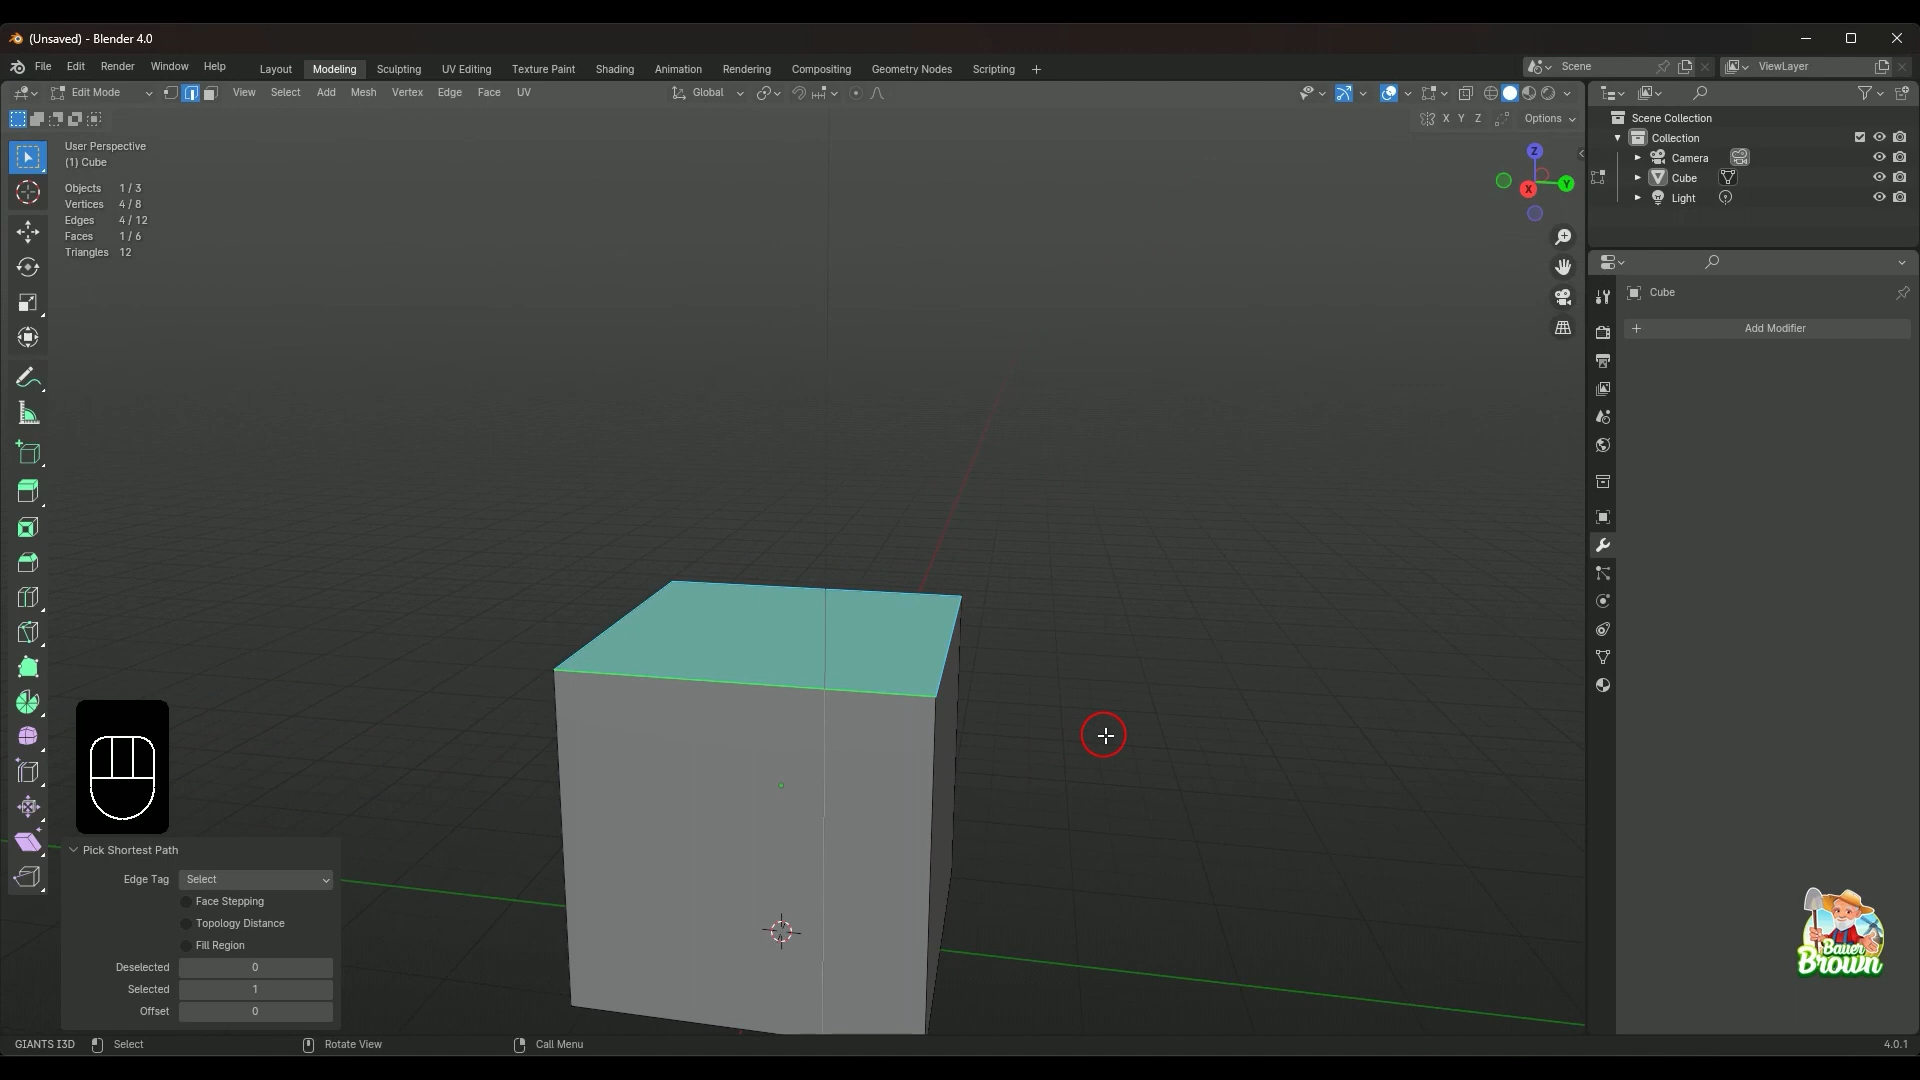 (Unsaved) - Blender 4.0
File Edit Render Window Help
Layout Modeling Sculpting UV Editing Texture Paint Shading Animation Rendering Compositing Geometry Nodes Scripting +
Scene ViewLayer
Edit Mode View Select Add Mesh Vertex Edge Face UV Global
X Y Z Options
User Perspective
(1) Cube
Objects 1 / 3
Vertices 4 / 8
Edges 4 / 12
Faces 1 / 6
Triangles 12
Z
X
Y
Scene Collection
Collection
Camera
Cube
Light
Cube
+ Add Modifier
Pick Shortest Path
Edge Tag Select
Face Stepping
Topology Distance
Fill Region
Deselected 0
Selected 1
Offset 0
Bauer
Brown
GIANTS I3D Select Rotate View Call Menu 4.0.1